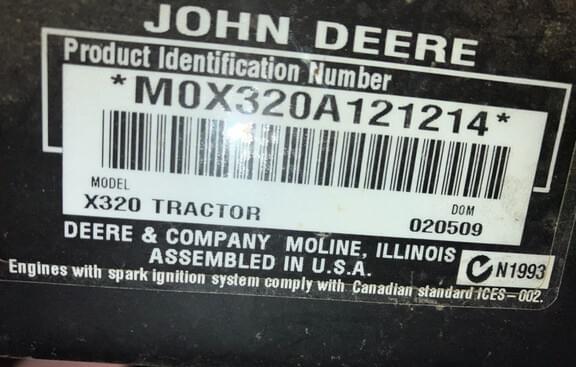 JOHN DEERE
Product Identification Number
*M0X320A121214*
MODEL
DOM
X320 TRACTOR
020509
DEERE & COMPANY MOLINE, ILLINOIS
ASSEMBLED IN U.S.A.
N1993
Engines with spark ignition system comply with Canadian standard ICES-002.